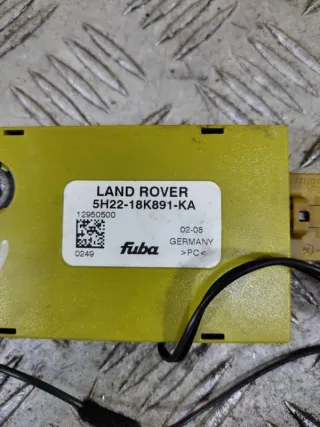 LAND ROVER
5H22-18K891-KA
12950500
02-08
GERMANY
0249
fuba
>PC<